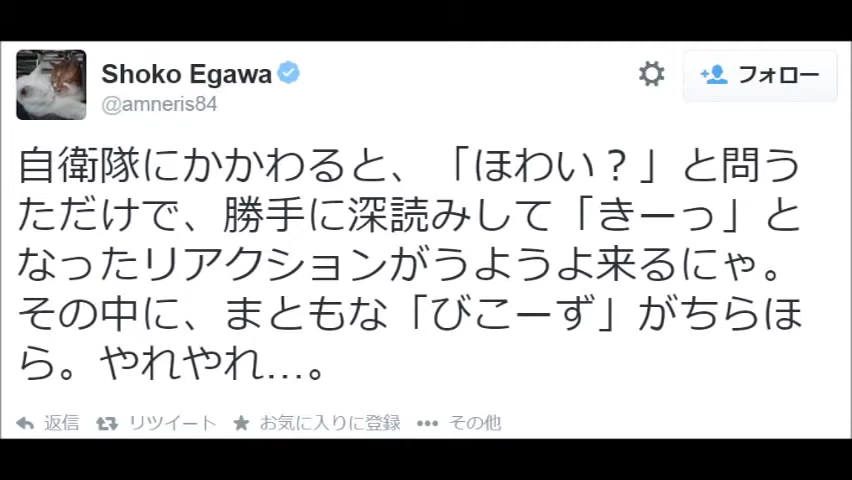 Shoko Egawa
@amneris84
フォロー
自衛隊にかかわると、「ほわい？」と問う
ただけで、勝手に深読みして「きーっ」と
なったリアクションがうようよ来るにゃ。
その中に、まともな「びこーず」がちらほ
ら。やれやれ…。
返信 リツイート お気に入りに登録 その他